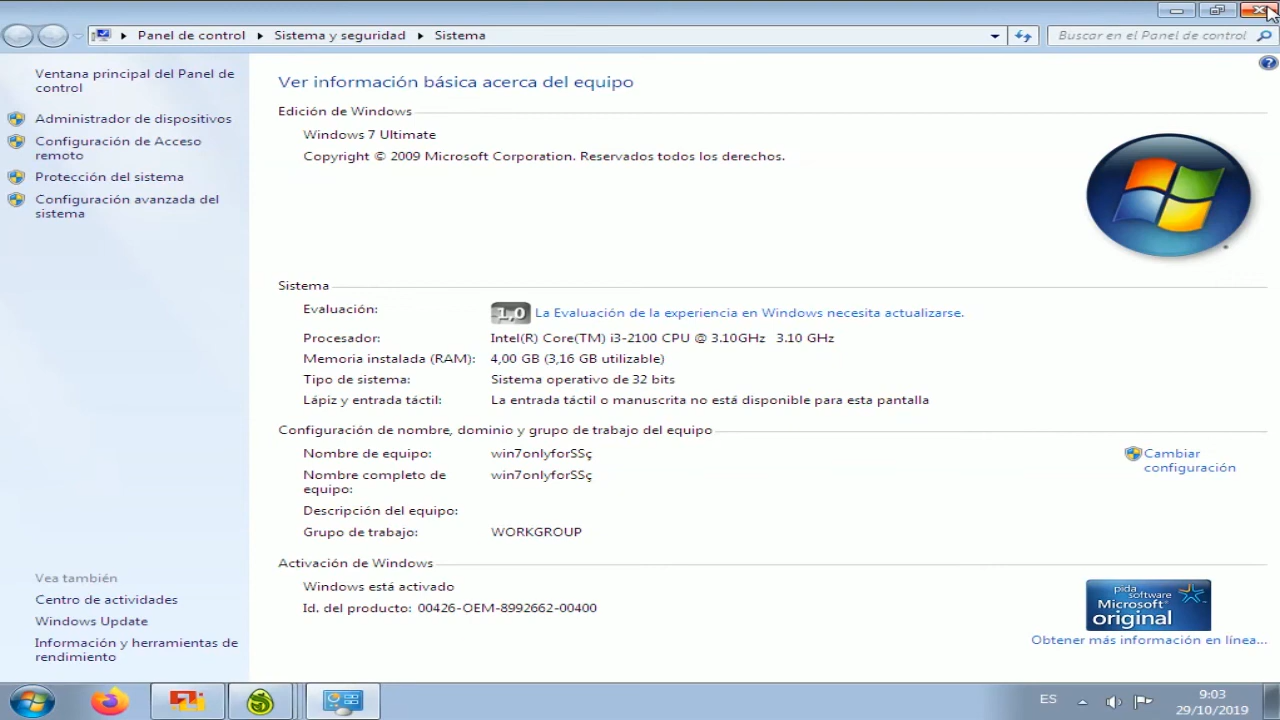 Panel de control
Sistema y seguridad
Sistema
Buscar en el Panel de control
Ventana principal del Panel de
control
Administrador de dispositivos
Configuración de Acceso
remoto
Protección del sistema
Configuración avanzada del
sistema
Vea también
Centro de actividades
Windows Update
Información y herramientas de
rendimiento
Ver información básica acerca del equipo
Edición de Windows
Windows 7 Ultimate
Copyright © 2009 Microsoft Corporation. Reservados todos los derechos.
Sistema
Evaluación: 1,0 La Evaluación de la experiencia en Windows necesita actualizarse.
Procesador: Intel(R) Core(TM) i3-2100 CPU @ 3.10GHz 3.10 GHz
Memoria instalada (RAM): 4,00 GB (3,16 GB utilizable)
Tipo de sistema: Sistema operativo de 32 bits
Lápiz y entrada táctil: La entrada táctil o manuscrita no está disponible para esta pantalla
Configuración de nombre, dominio y grupo de trabajo del equipo
Nombre de equipo: win7onlyforSSç
Cambiar
configuración
Nombre completo de
equipo: win7onlyforSSç
Descripción del equipo:
Grupo de trabajo: WORKGROUP
Activación de Windows
Windows está activado
Id. del producto: 00426-OEM-8992662-00400
pida
software
Microsoft®
original
Obtener más información en línea...
ES
9:03
29/10/2019